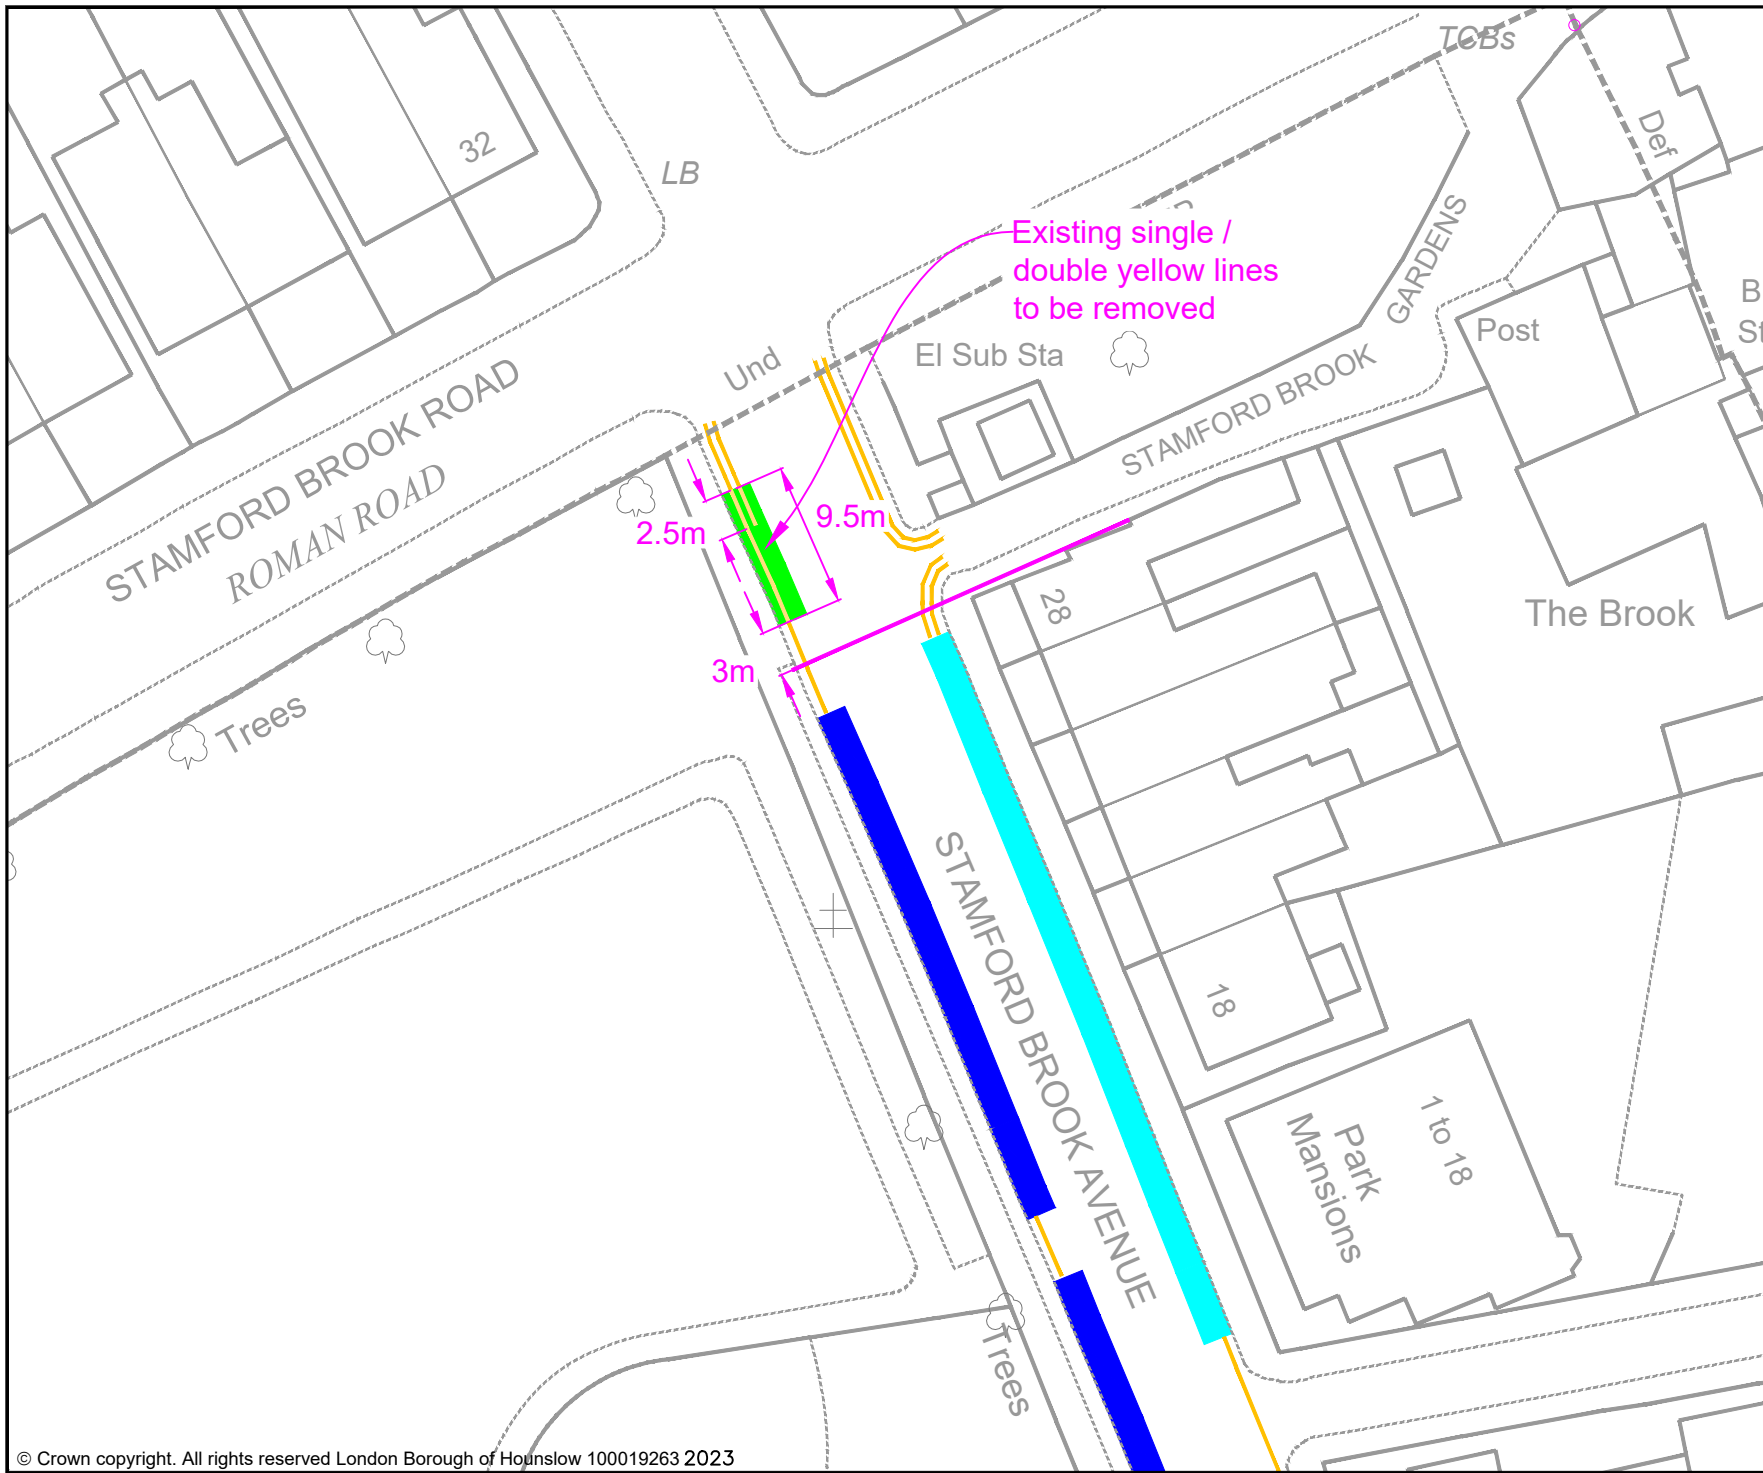 TCBs
32
LB
Def
Existing single /
double yellow lines
to be removed
GARDENS
Post
El Sub Sta
Und
STAMFORD BROOK
STAMFORD BROOK ROAD
ROMAN ROAD
2.5m
9.5m
28
The Brook
3m
Trees
STAMFORD BROOK AVENUE
18
1 to 18
Park
Mansions
Trees
© Crown copyright. All rights reserved London Borough of Hounslow 100019263 2023